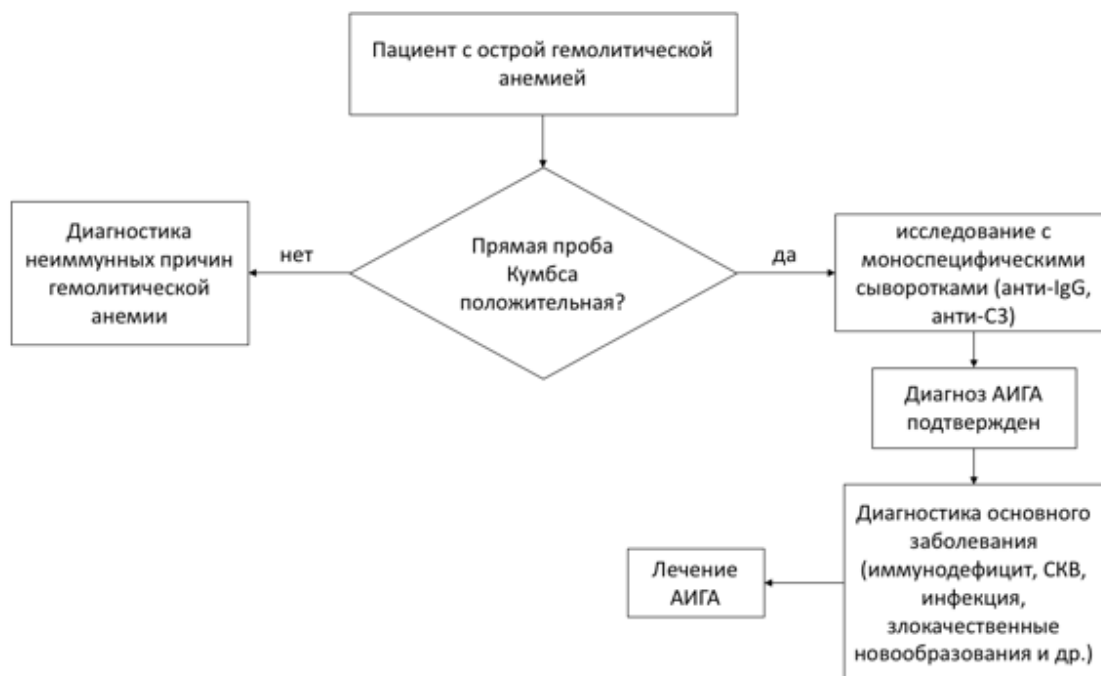 Пациент с острой гемолитической
анемией
Диагностика
неиммунных причин
гемолитической
анемии
нет
Прямая проба
Кумбса
положительная?
да
исследование с
моноспецифическими
сыворотками (анти-IgG,
анти-С3)
Диагноз АИГА
подтвержден
Диагностика основного
заболевания
(иммунодефицит, СКВ,
инфекция,
злокачественные
новообразования и др.)
Лечение
АИГА